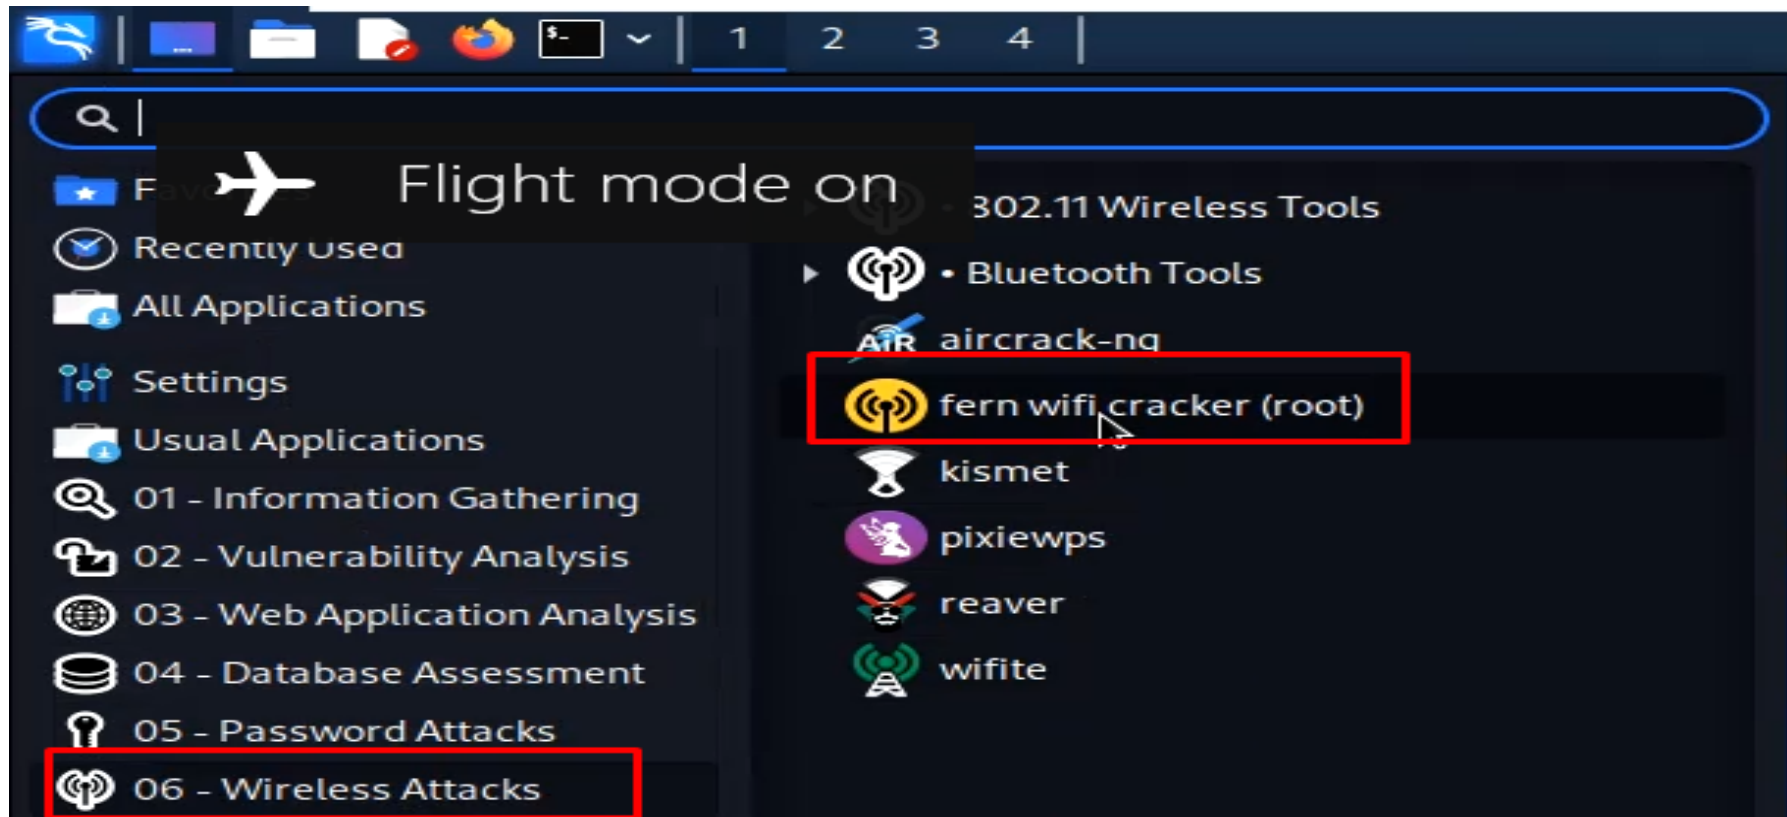 $-
1 2 3 4
Flight mode on
Recently Used
All Applications
Settings
Usual Applications
01 - Information Gathering
02 - Vulnerability Analysis
03 - Web Application Analysis
04 - Database Assessment
05 - Password Attacks
06 - Wireless Attacks
802.11 Wireless Tools
• Bluetooth Tools
AIR aircrack-ng
fern wifi cracker (root)
kismet
pixiewps
reaver
wifite